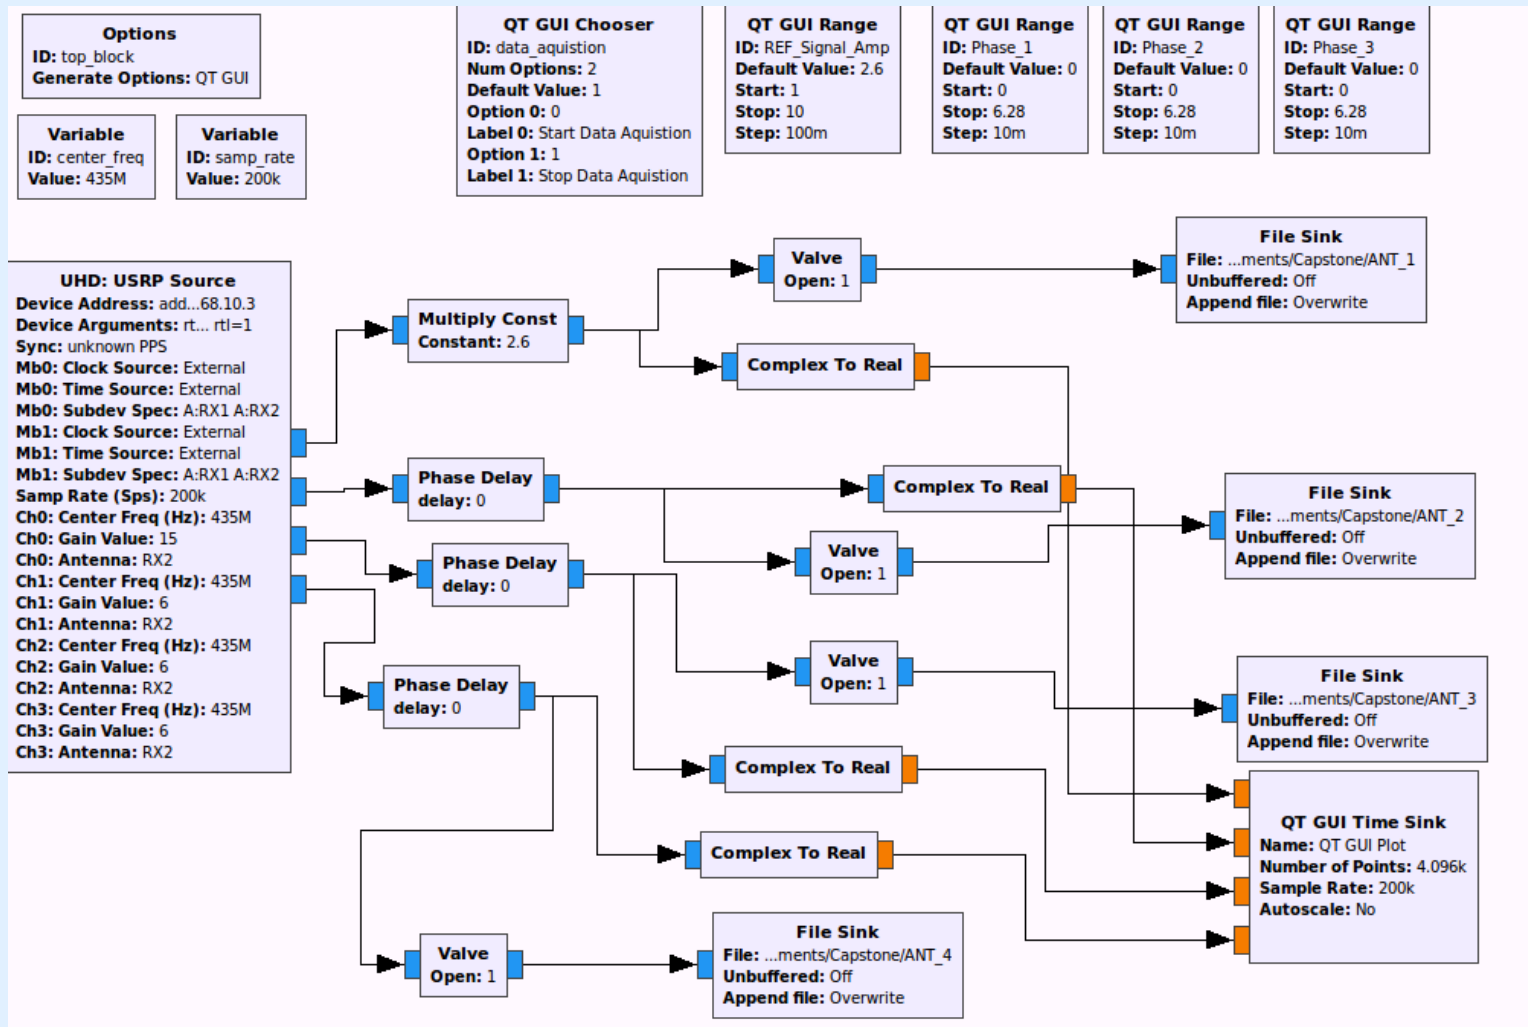 Options
ID: top_block
Generate Options: QT GUI
Variable
ID: center_freq
Value: 435M
Variable
ID: samp_rate
Value: 200k
QT GUI Chooser
ID: data_aquistion
Num Options: 2
Default Value: 1
Option 0: 0
Label 0: Start Data Aquistion
Option 1: 1
Label 1: Stop Data Aquistion
QT GUI Range
ID: REF_Signal_Amp
Default Value: 2.6
Start: 1
Stop: 10
Step: 100m
QT GUI Range
ID: Phase_1
Default Value: 0
Start: 0
Stop: 6.28
Step: 10m
QT GUI Range
ID: Phase_2
Default Value: 0
Start: 0
Stop: 6.28
Step: 10m
QT GUI Range
ID: Phase_3
Default Value: 0
Start: 0
Stop: 6.28
Step: 10m
UHD: USRP Source
Device Address: add...68.10.3
Device Arguments: rt... rtl=1
Sync: unknown PPS
Mb0: Clock Source: External
Mb0: Time Source: External
Mb0: Subdev Spec: A:RX1 A:RX2
Mb1: Clock Source: External
Mb1: Time Source: External
Mb1: Subdev Spec: A:RX1 A:RX2
Samp Rate (Sps): 200k
Ch0: Center Freq (Hz): 435M
Ch0: Gain Value: 15
Ch0: Antenna: RX2
Ch1: Center Freq (Hz): 435M
Ch1: Gain Value: 6
Ch1: Antenna: RX2
Ch2: Center Freq (Hz): 435M
Ch2: Gain Value: 6
Ch2: Antenna: RX2
Ch3: Center Freq (Hz): 435M
Ch3: Gain Value: 6
Ch3: Antenna: RX2
Multiply Const
Constant: 2.6
Valve
Open: 1
File Sink
File: ...ments/Capstone/ANT_1
Unbuffered: Off
Append file: Overwrite
Complex To Real
Phase Delay
delay: 0
Complex To Real
File Sink
File: ...ments/Capstone/ANT_2
Unbuffered: Off
Append file: Overwrite
Phase Delay
delay: 0
Valve
Open: 1
Valve
Open: 1
File Sink
File: ...ments/Capstone/ANT_3
Unbuffered: Off
Append file: Overwrite
Phase Delay
delay: 0
Complex To Real
Complex To Real
QT GUI Time Sink
Name: QT GUI Plot
Number of Points: 4.096k
Sample Rate: 200k
Autoscale: No
Valve
Open: 1
File Sink
File: ...ments/Capstone/ANT_4
Unbuffered: Off
Append file: Overwrite